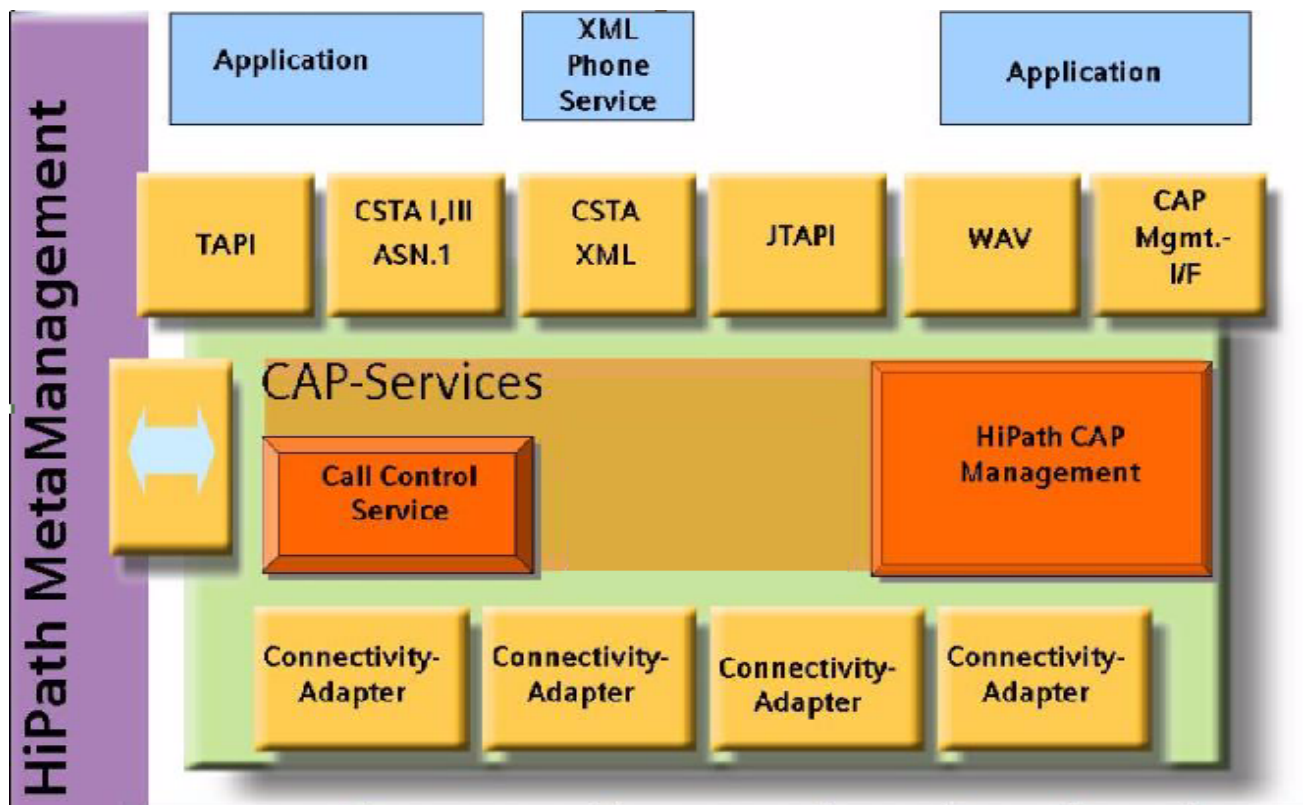 HiPath MetaManagement
Application
XML
Phone
Service
Application
TAPI
CSTA I,III
ASN.1
CSTA
XML
JTAPI
WAV
CAP
Mgmt.-
I/F
CAP-Services
Call Control
Service
HiPath CAP
Management
Connectivity-
Adapter
Connectivity-
Adapter
Connectivity-
Adapter
Connectivity-
Adapter